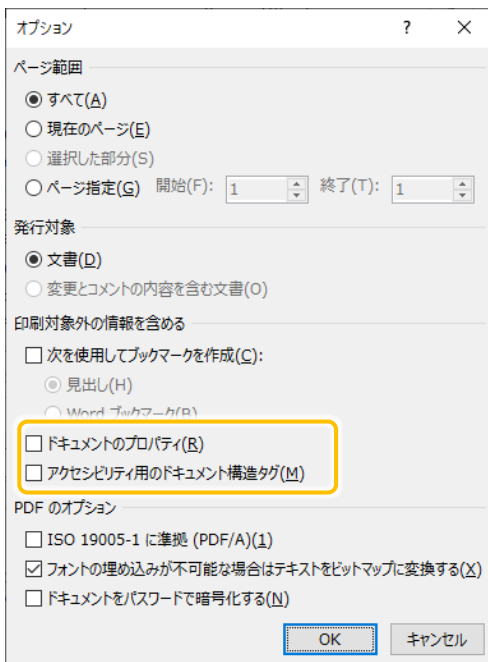 オプション ? ×
ページ範囲
すべて(A)
現在のページ(E)
選択した部分(S)
ページ指定(G) 開始(F): 1 終了(T): 1
発行対象
文書(D)
変更とコメントの内容を含む文書(O)
印刷対象外の情報を含める
次を使用してブックマークを作成(C):
見出し(H)
Word ブックマーク(B)
ドキュメントのプロパティ(R)
アクセシビリティ用のドキュメント構造タグ(M)
PDF のオプション
ISO 19005-1 に準拠 (PDF/A)(1)
フォントの埋め込みが不可能な場合はテキストをビットマップに変換する(X)
ドキュメントをパスワードで暗号化する(N)
OK キャンセル